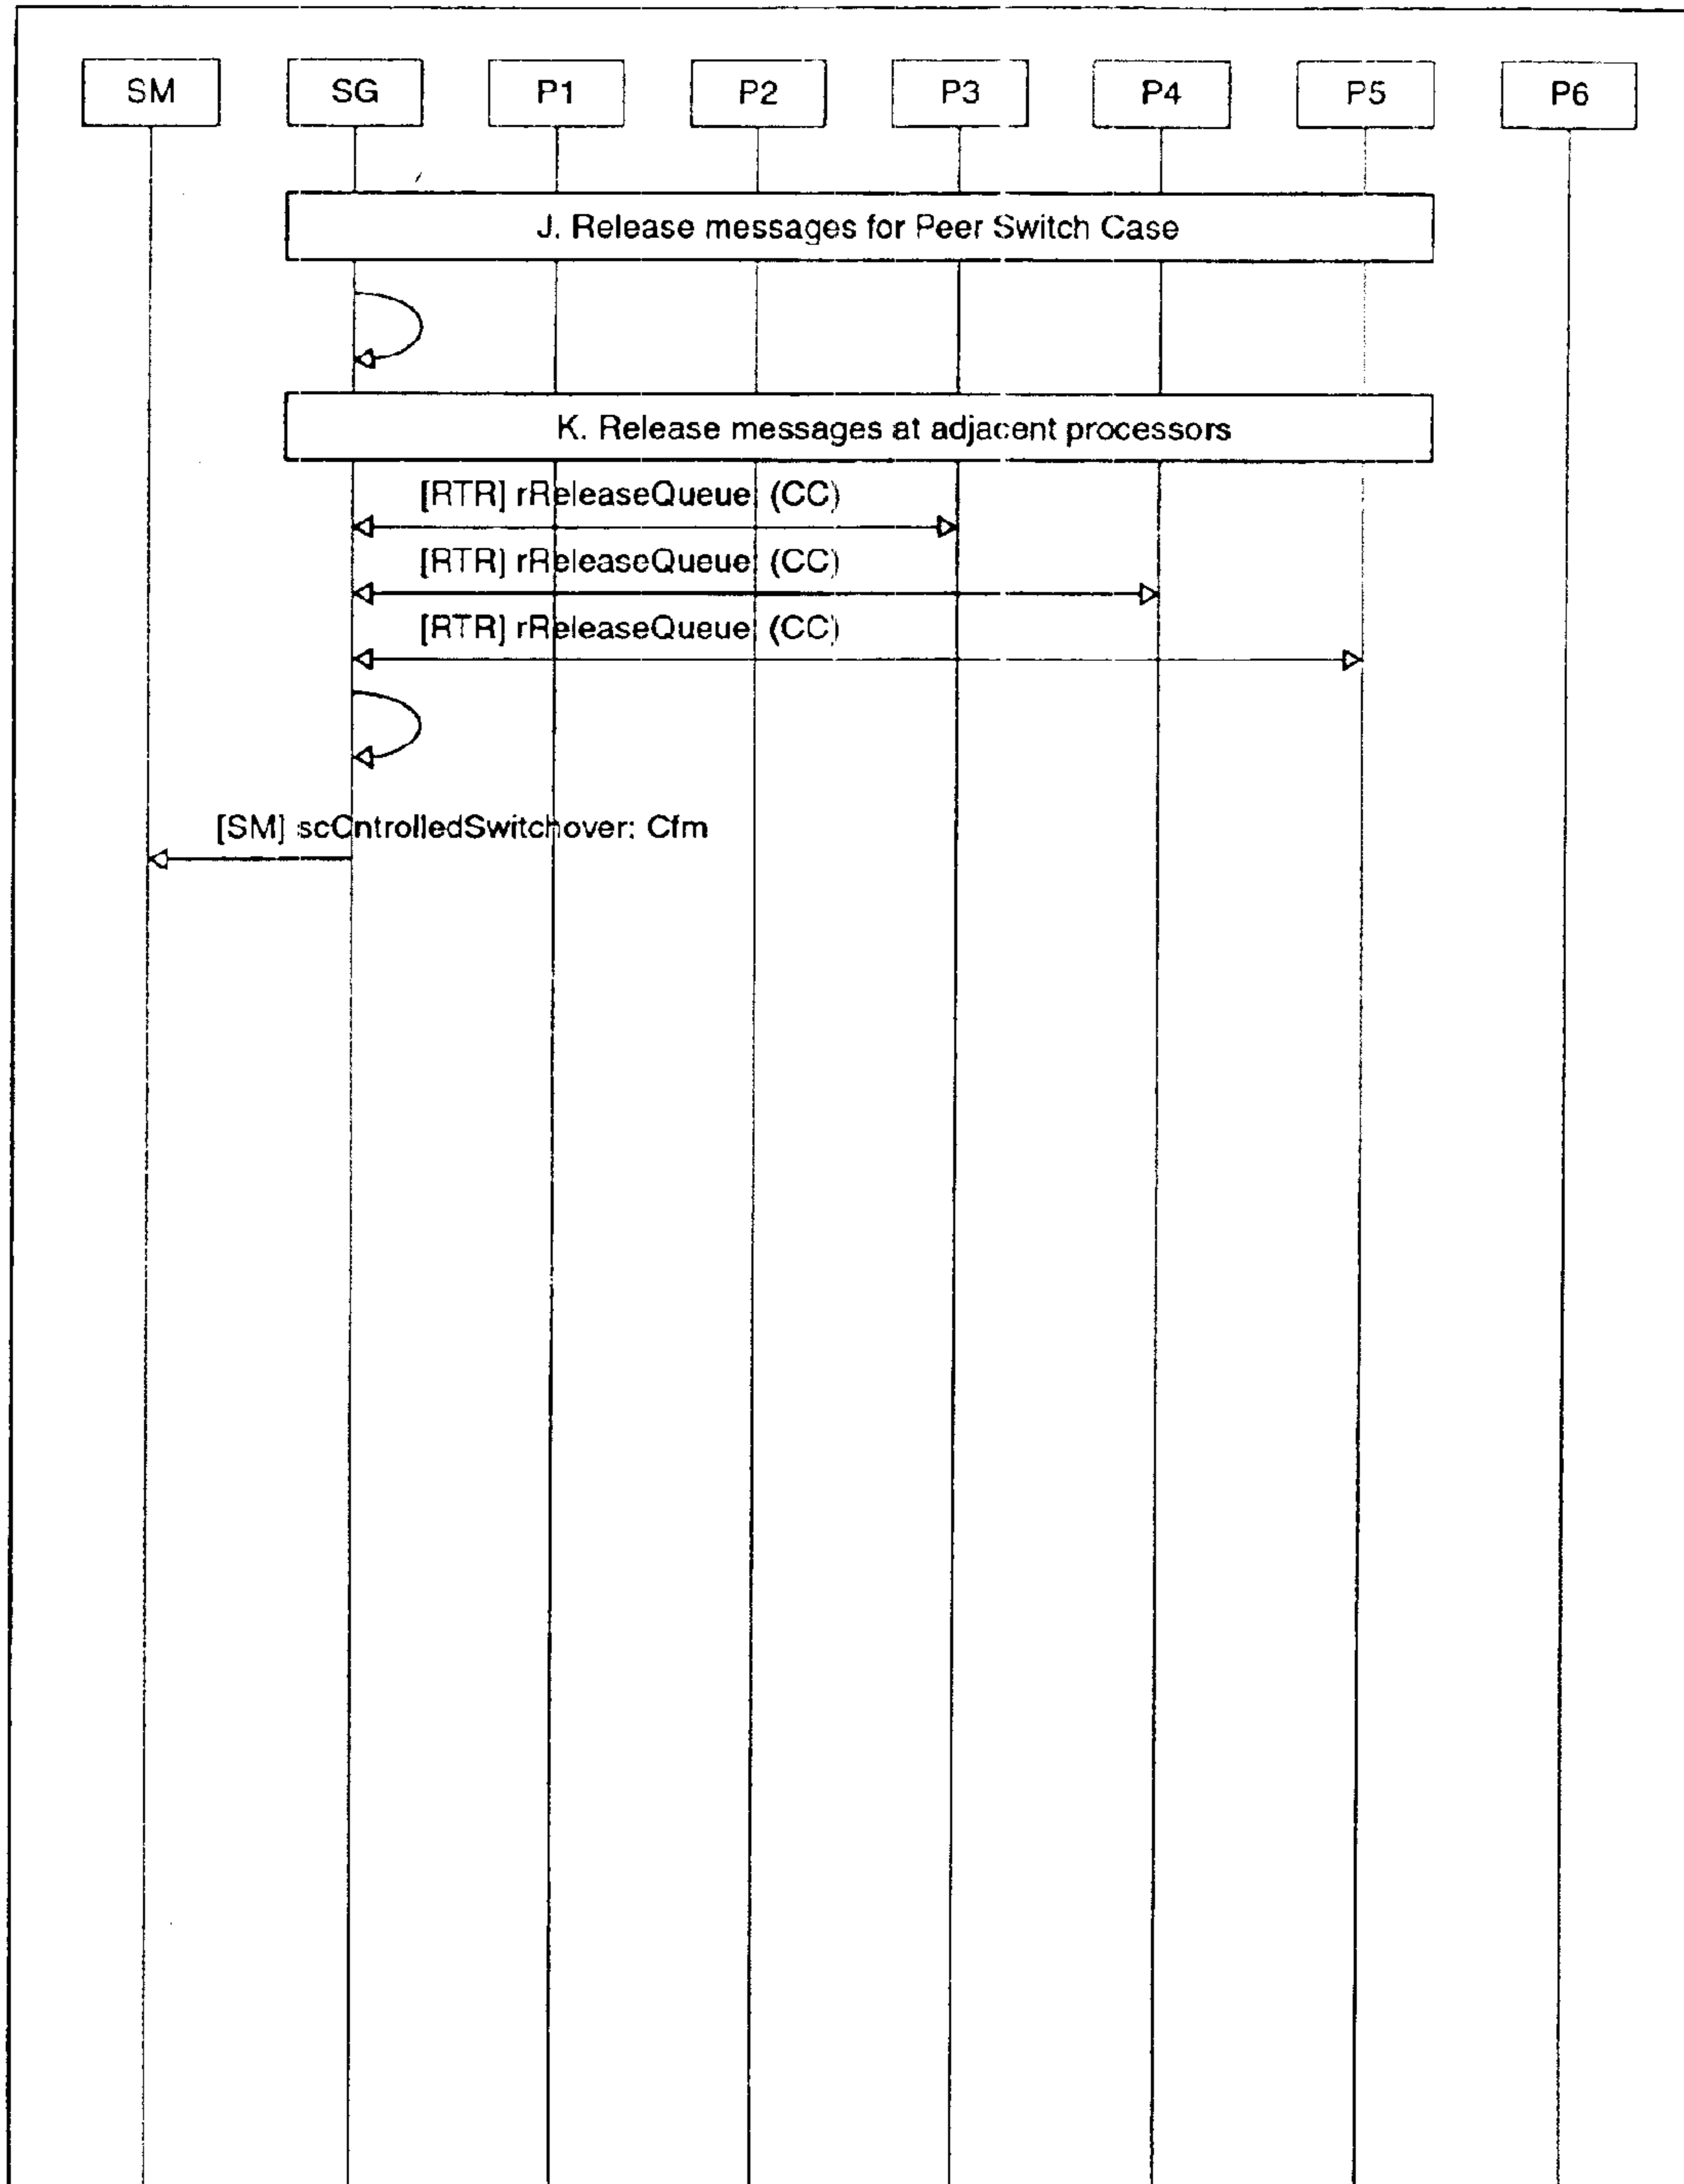 SM SG P1 P2 P3 P4 P5 P6
J. Release messages for Peer Switch Case
K. Release messages at adjacent processors
[RTR] rReleaseQueue (CC)
[RTR] rReleaseQueue (CC)
[RTR] rReleaseQueue (CC)
[SM] scCntrolledSwitchover: Cfm